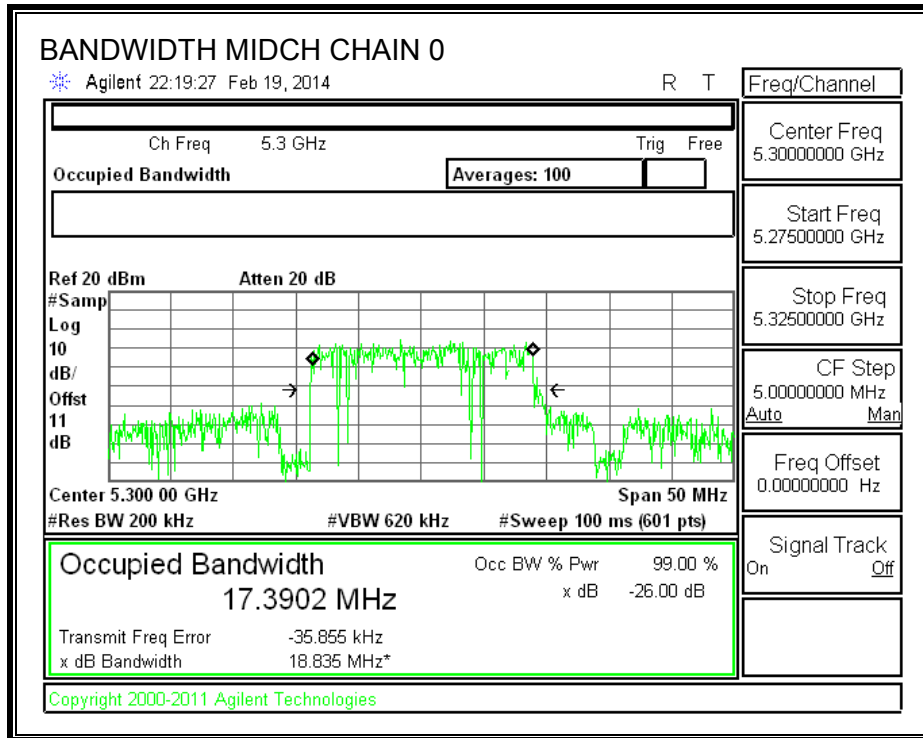 BANDWIDTH MIDCH CHAIN 0
Agilent 22:19:27 Feb 19, 2014
R T
Ch Freq 5.3 GHz
Trig Free
Occupied Bandwidth
Averages: 100
Ref 20 dBm
Atten 20 dB
#Samp
Log
10
dB/
Offst
11
dB
Center 5.300 00 GHz
Span 50 MHz
#Res BW 200 kHz
#VBW 620 kHz
#Sweep 100 ms (601 pts)
Occupied Bandwidth
17.3902 MHz
Occ BW % Pwr 99.00 %
x dB -26.00 dB
Transmit Freq Error -35.855 kHz
x dB Bandwidth 18.835 MHz*
Copyright 2000-2011 Agilent Technologies
Freq/Channel
Center Freq
5.30000000 GHz
Start Freq
5.27500000 GHz
Stop Freq
5.32500000 GHz
CF Step
5.00000000 MHz
Auto Man
Freq Offset
0.00000000 Hz
Signal Track
On Off